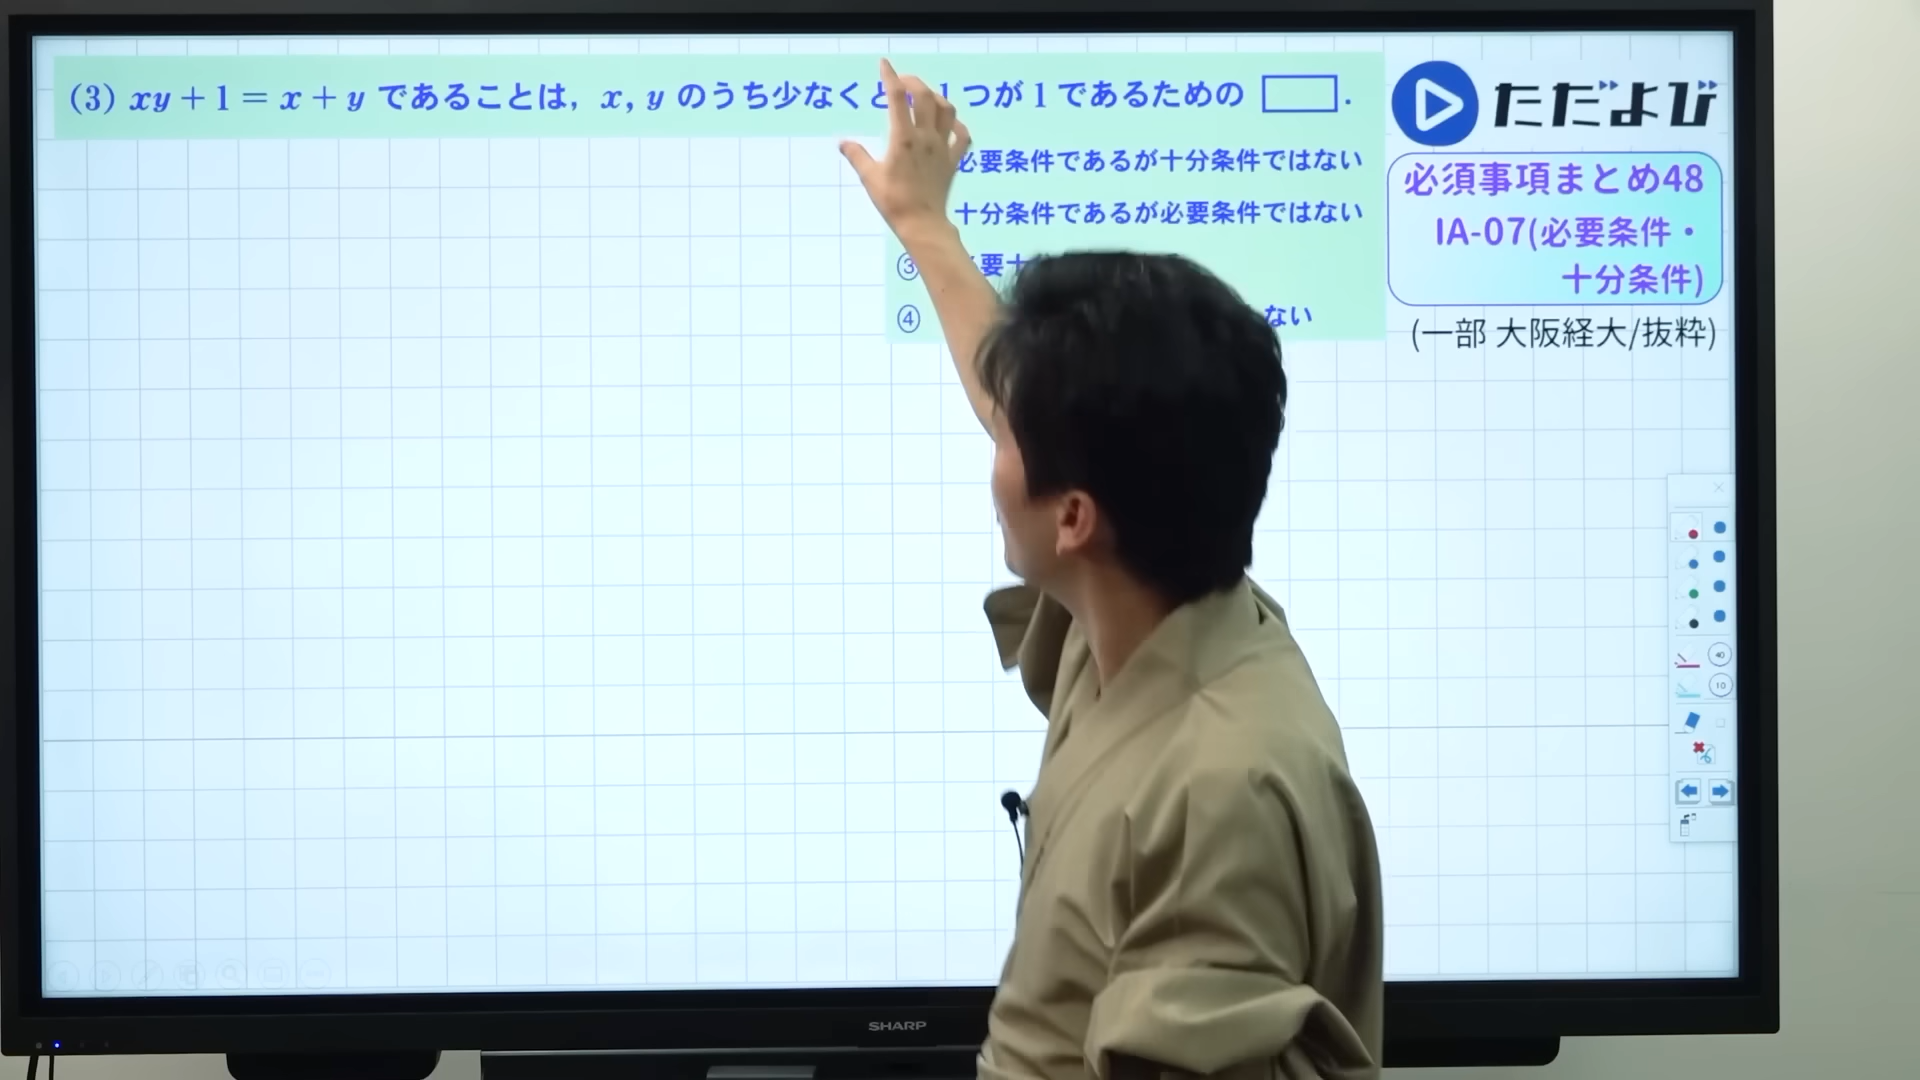 (3) xy + 1 = x + y であることは, x, y のうち少なくと 1 つが 1 であるための .
必要条件であるが十分条件ではない
十分条件であるが必要条件ではない
③ 要十
④ ない
ただよび
必須事項まとめ48
IA-07(必要条件・
十分条件)
(一部 大阪経大/抜粋)
40
10
SHARP